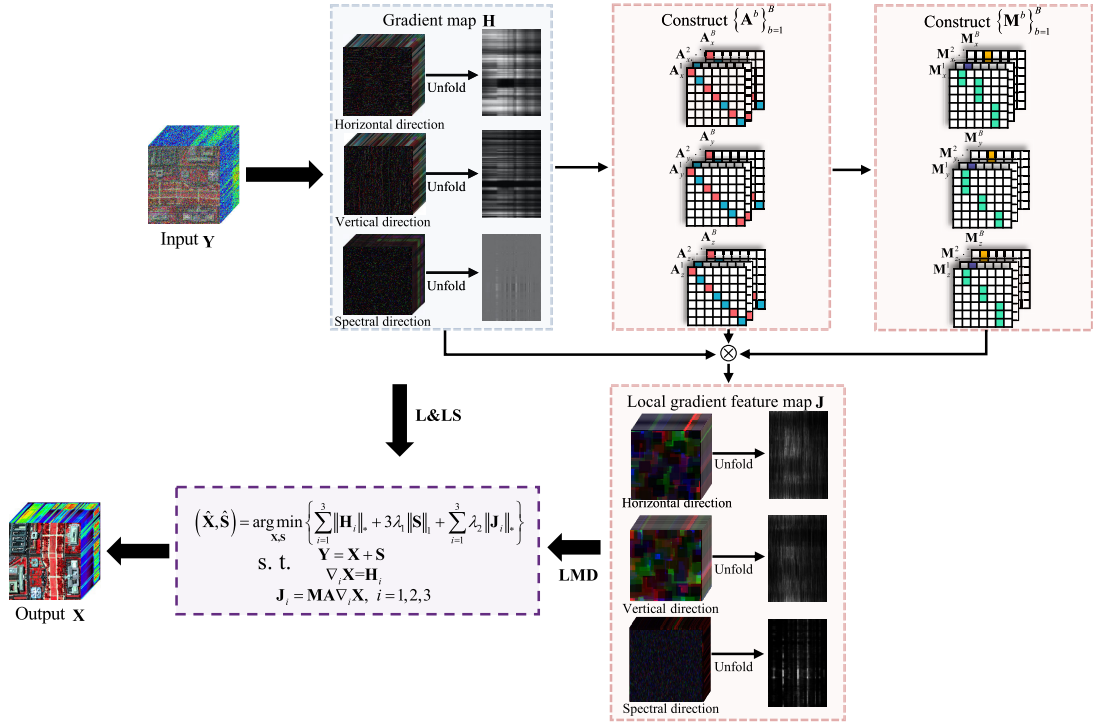 Gradient map H
Unfold
Horizontal direction
Unfold
Vertical direction
Unfold
Spectral direction
Input Y
Construct {A^b}_{b=1}^B
A_x^B
A_x^2
A_x^1
A_y^B
A_y^2
A_y^1
A_z^B
A_z^2
A_z^1
Construct {M^b}_{b=1}^B
M_x^B
M_x^2
M_x^1
M_y^B
M_y^2
M_y^1
M_z^B
M_z^2
M_z^1
⊗
L&LS
Local gradient feature map J
Unfold
Horizontal direction
Unfold
Vertical direction
Unfold
Spectral direction
LMD
(X̂,Ŝ) = arg min_{X,S} {∑_{i=1}^3 ‖H_i‖_* + 3λ_1‖S‖_1 + ∑_{i=1}^3 λ_2‖J_i‖_*}
s. t. Y = X + S
∇_i X=H_i
J_i = MA∇_i X, i = 1,2,3
Output X